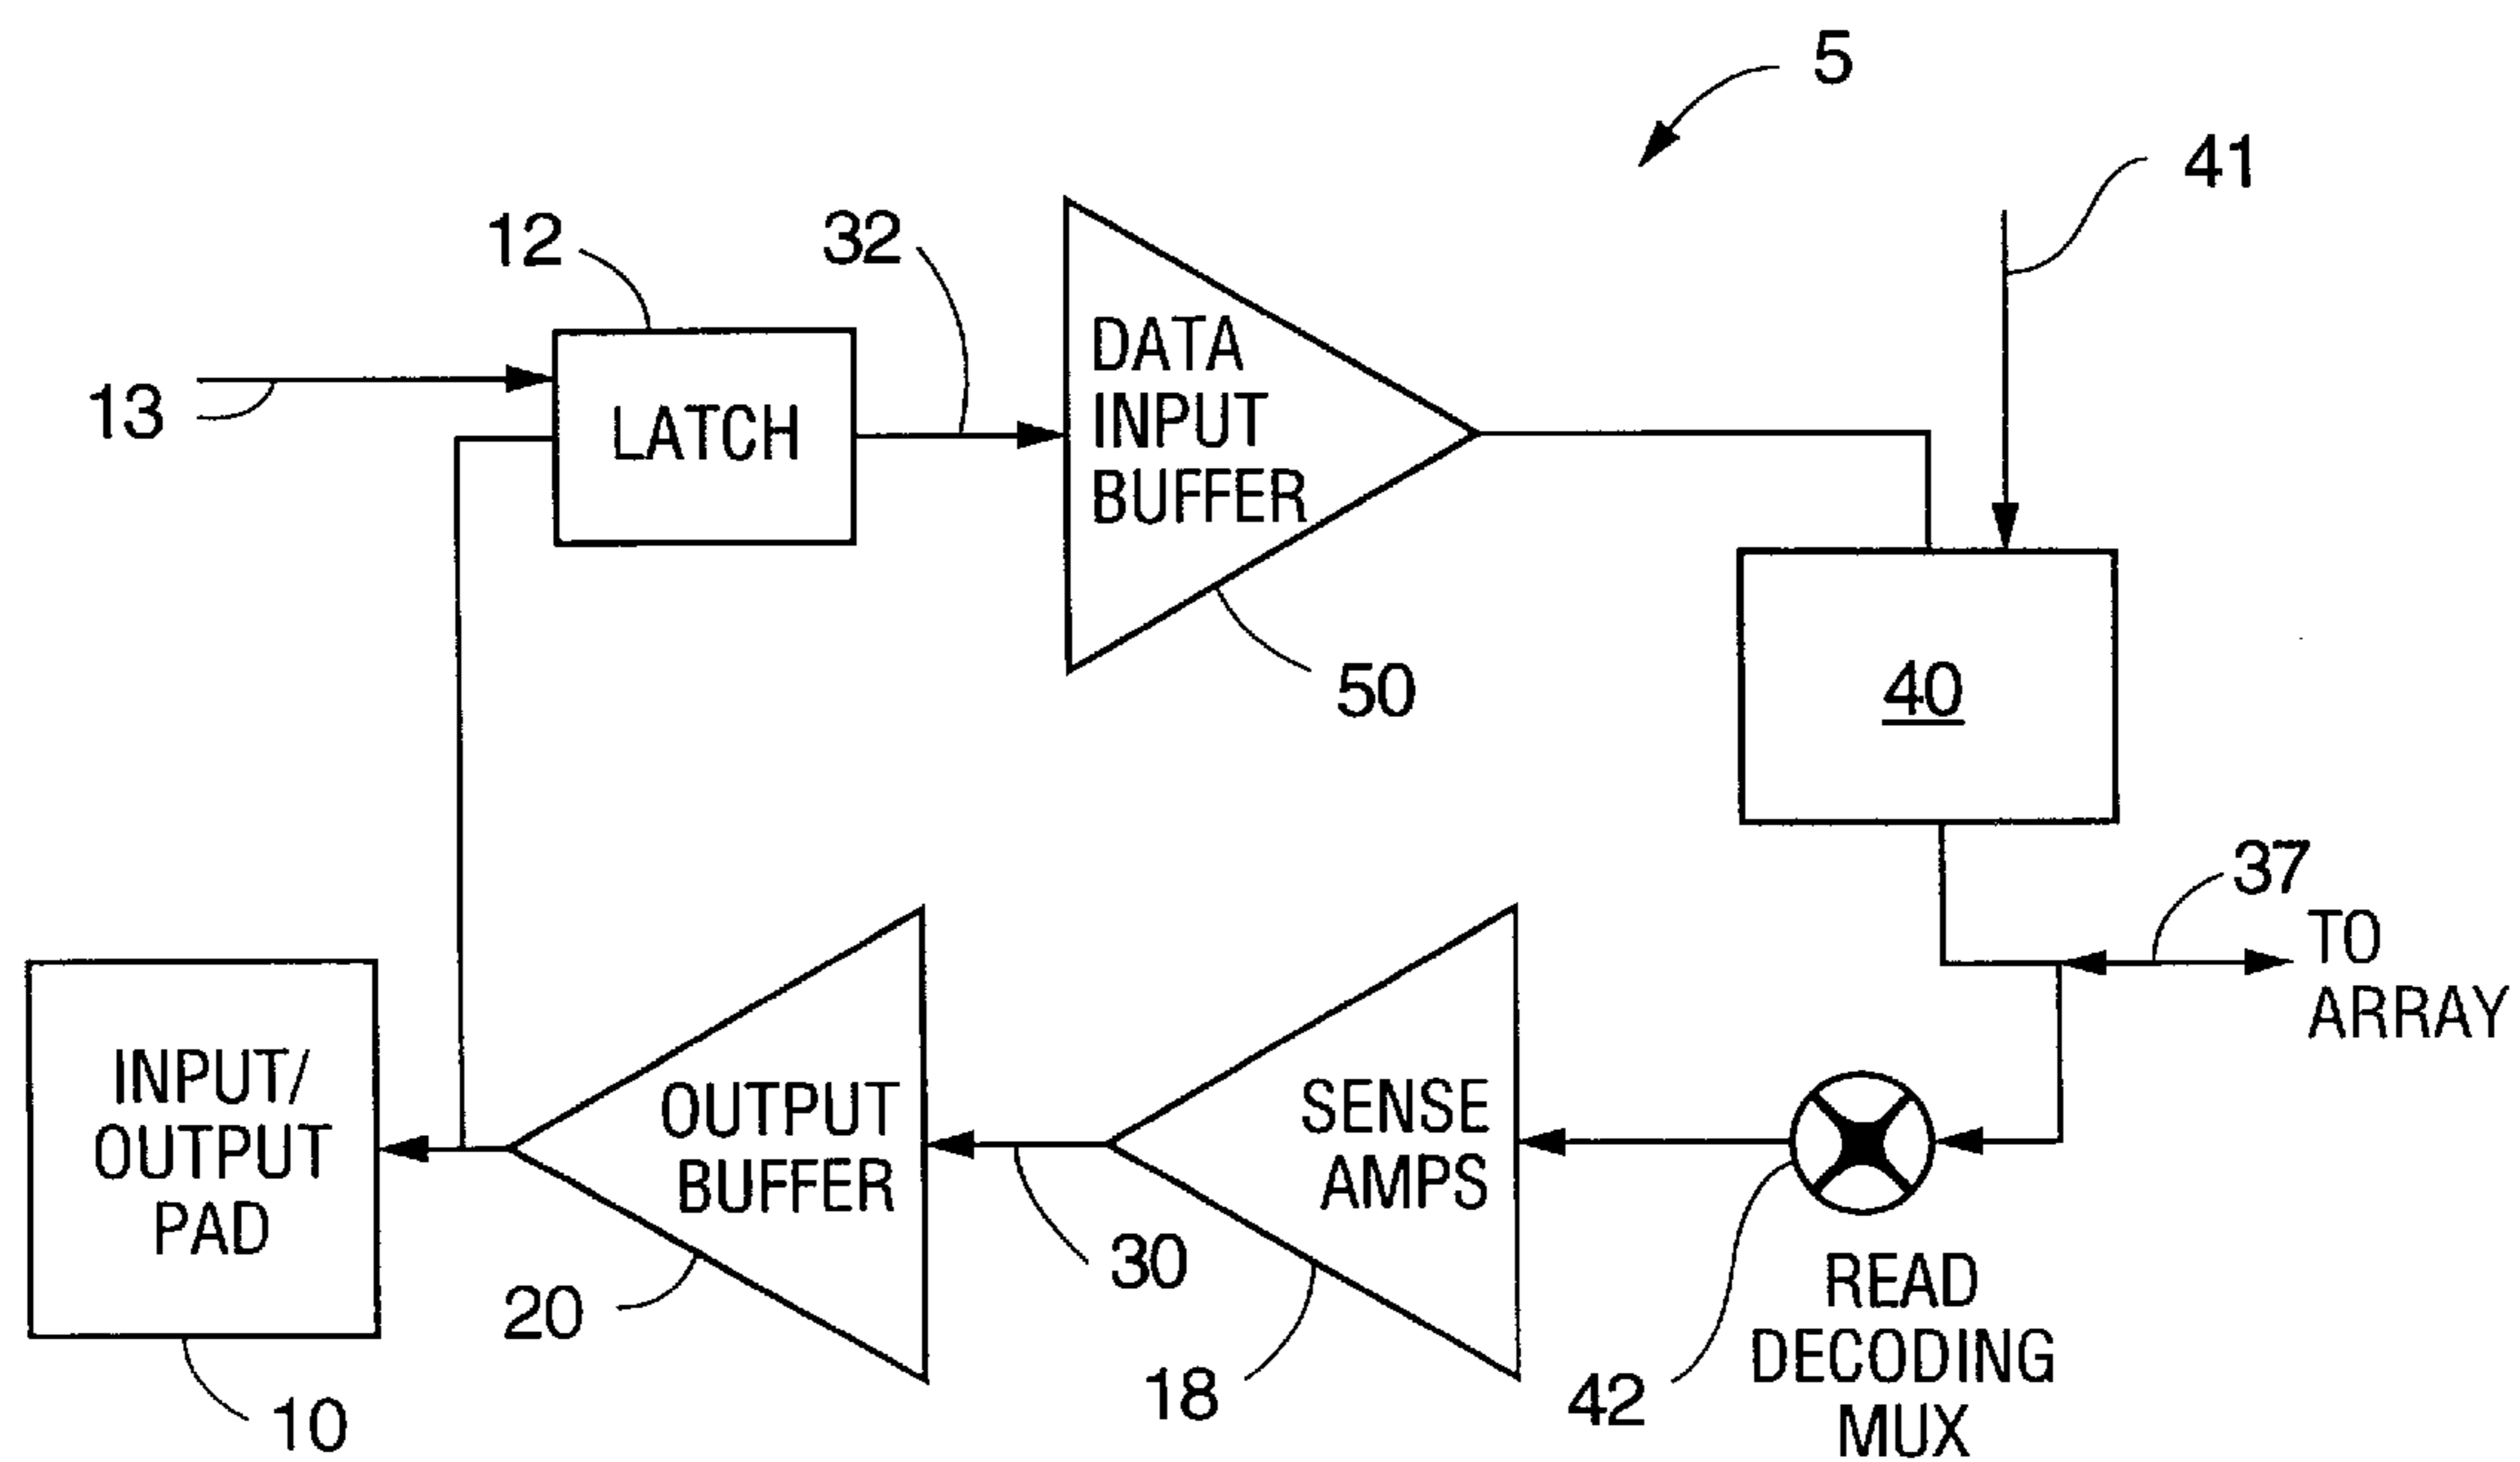 5
41
12
32
13
LATCH
DATA
INPUT
BUFFER
50
40
37
TO
ARRAY
INPUT/
OUTPUT
PAD
10
OUTPUT
BUFFER
20
30
SENSE
AMPS
18
42
READ
DECODING
MUX